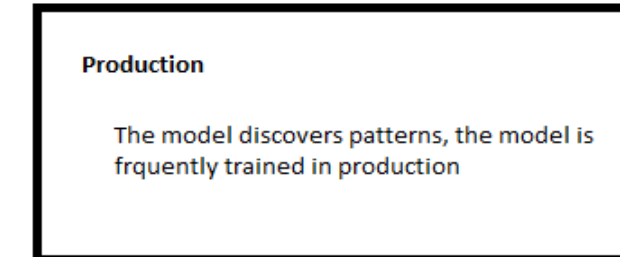 Production
The model discovers patterns, the model is
frquently trained in production